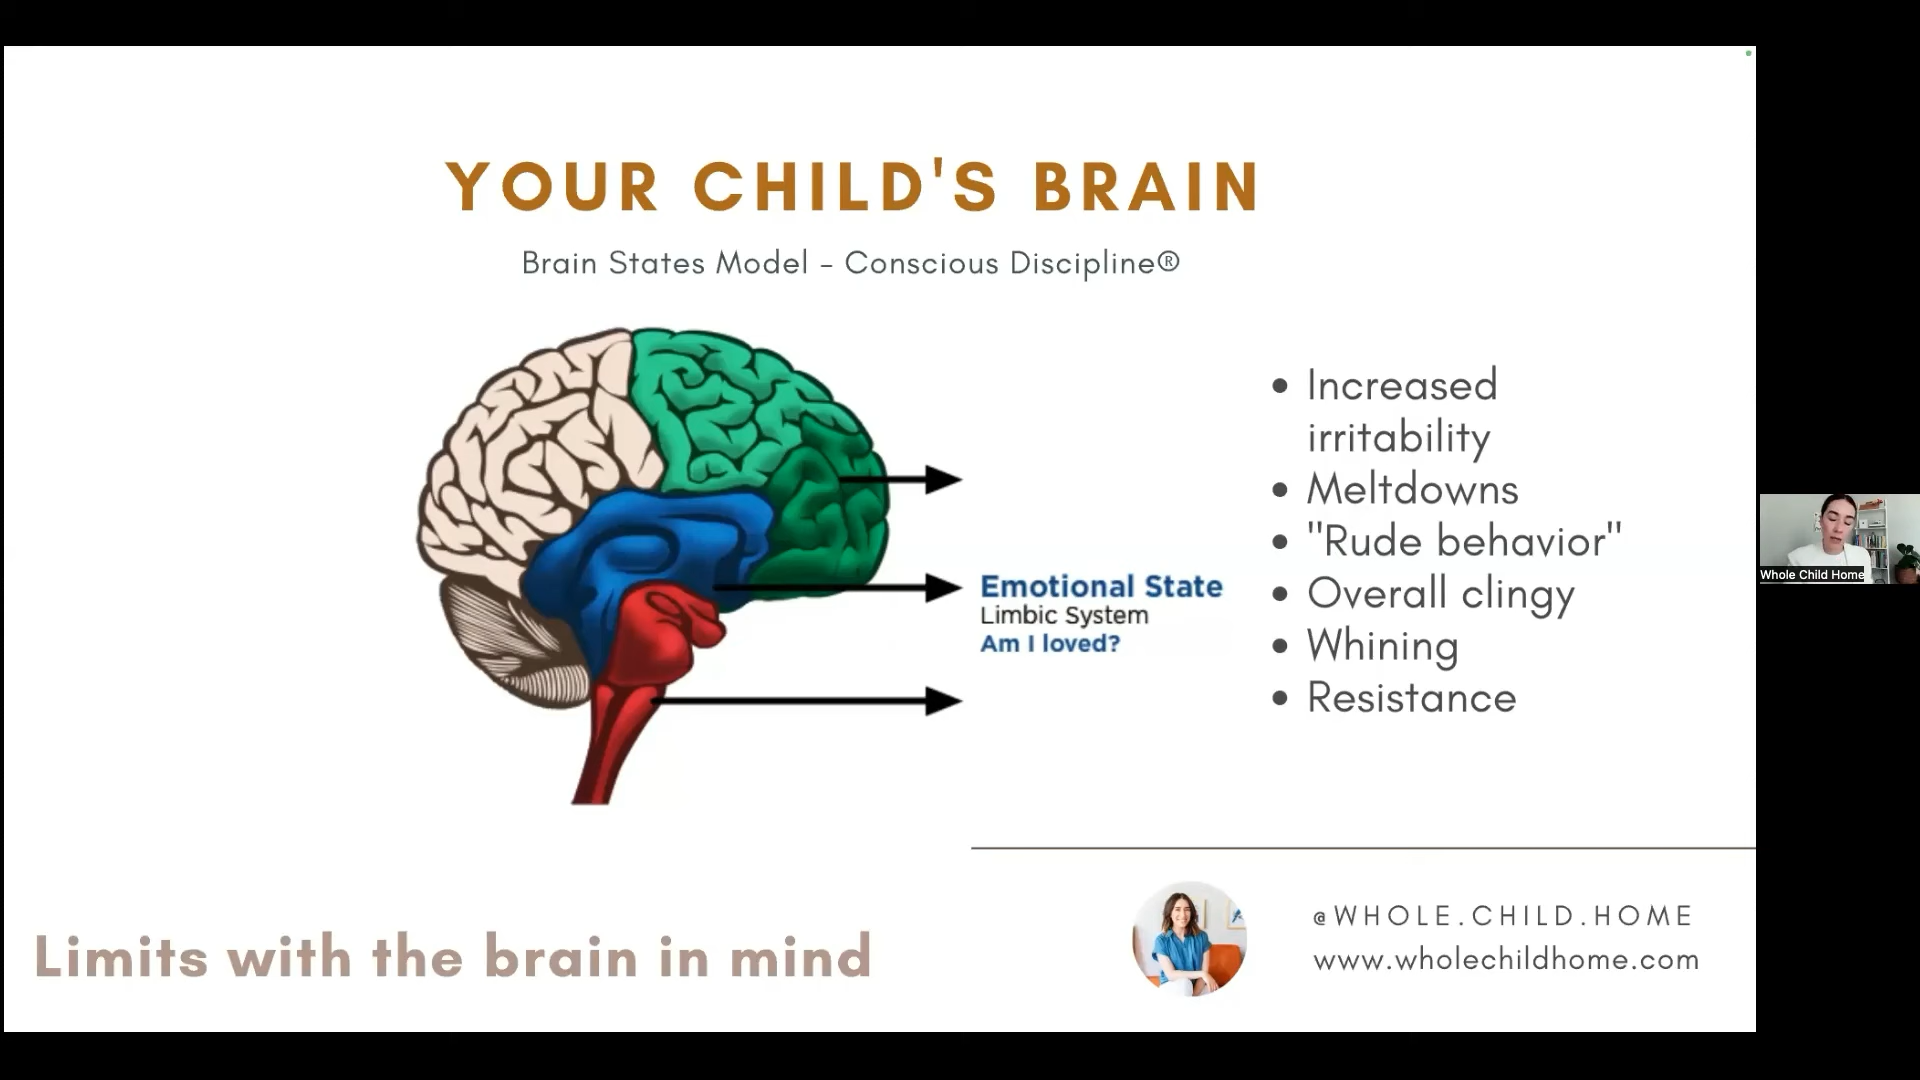 YOUR CHILD'S BRAIN
Brain States Model - Conscious Discipline®
Emotional State
Limbic System
Am I loved?
• Increased
irritability
• Meltdowns
• "Rude behavior"
• Overall clingy
• Whining
• Resistance
Whole Child Home
Limits with the brain in mind
@WHOLE.CHILD.HOME
www.wholechildhome.com